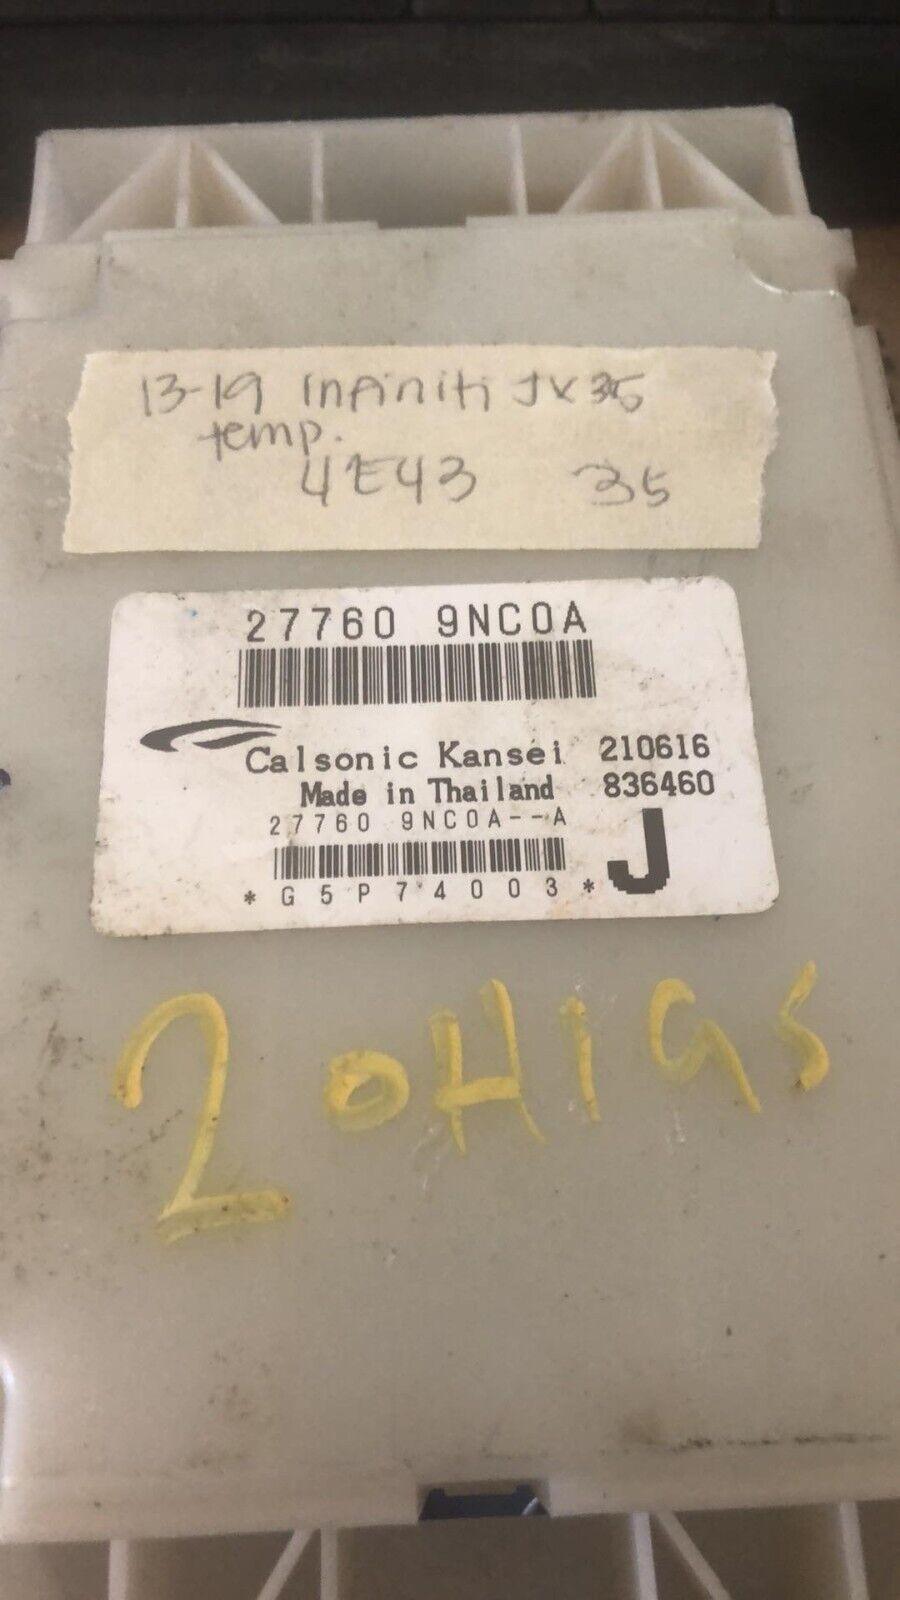 13-19 Infiniti JX35
temp.
4E43 35
27760 9NC0A
Calsonic Kansei 210616
Made in Thailand 836460
27760 9NC0A--A
J
*G5P74003*
20H1GS